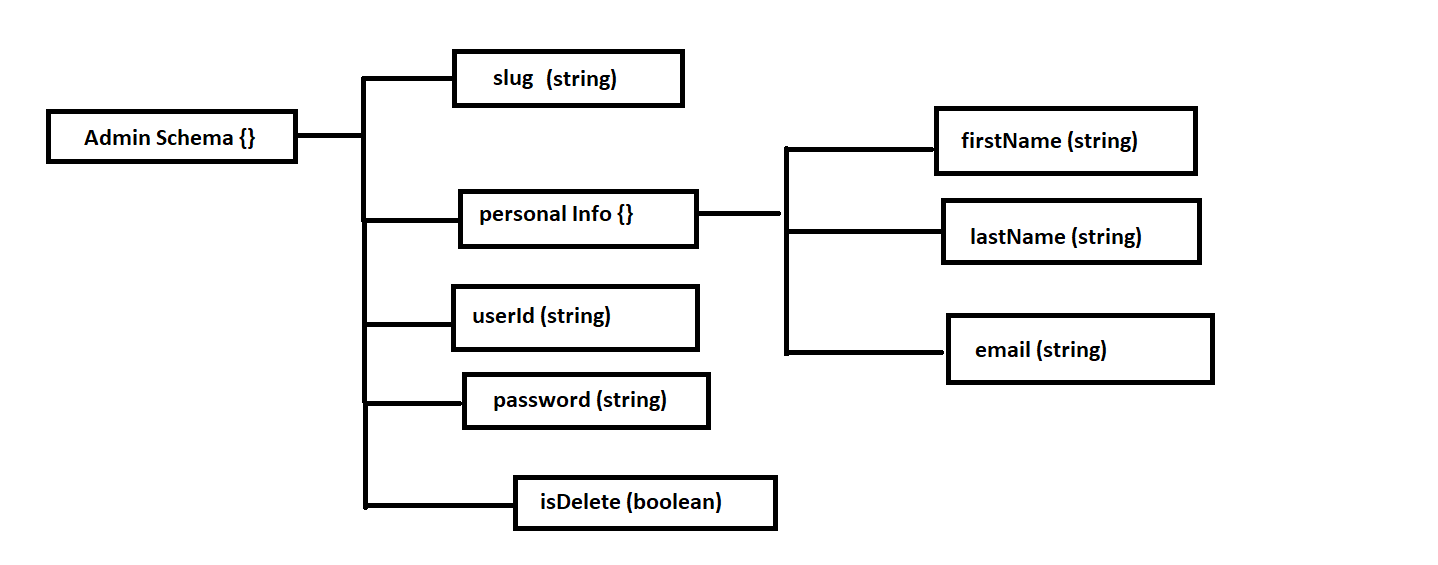 Admin Schema {}
slug (string)
personal Info {}
userId (string)
password (string)
isDelete (boolean)
firstName (string)
lastName (string)
email (string)